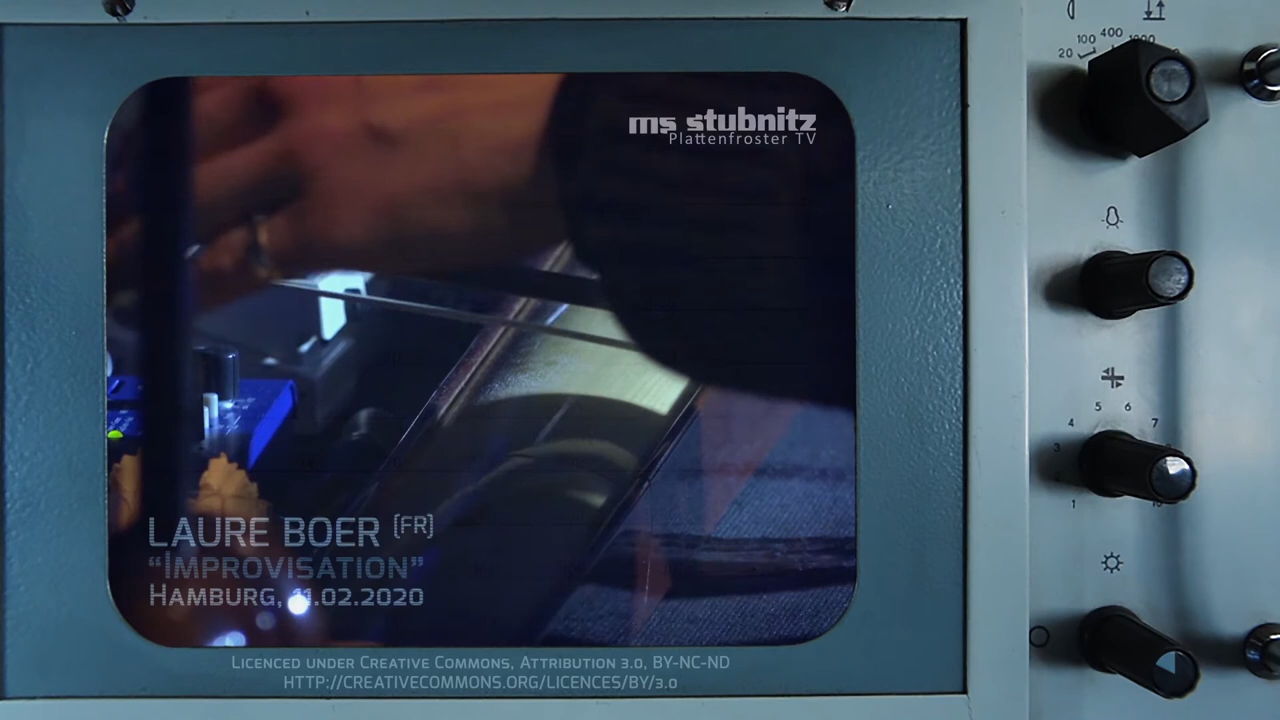 20 100 400
ms stubnitz
Plattenfroster TV
4 5 6 7
3
1
LAURE BOER (FR)
“IMPROVISATION”
HAMBURG, 11.02.2020
LICENCED UNDER CREATIVE COMMONS, ATTRIBUTION 3.0, BY-NC-ND
HTTP://CREATIVECOMMONS.ORG/LICENCES/BY/3.0